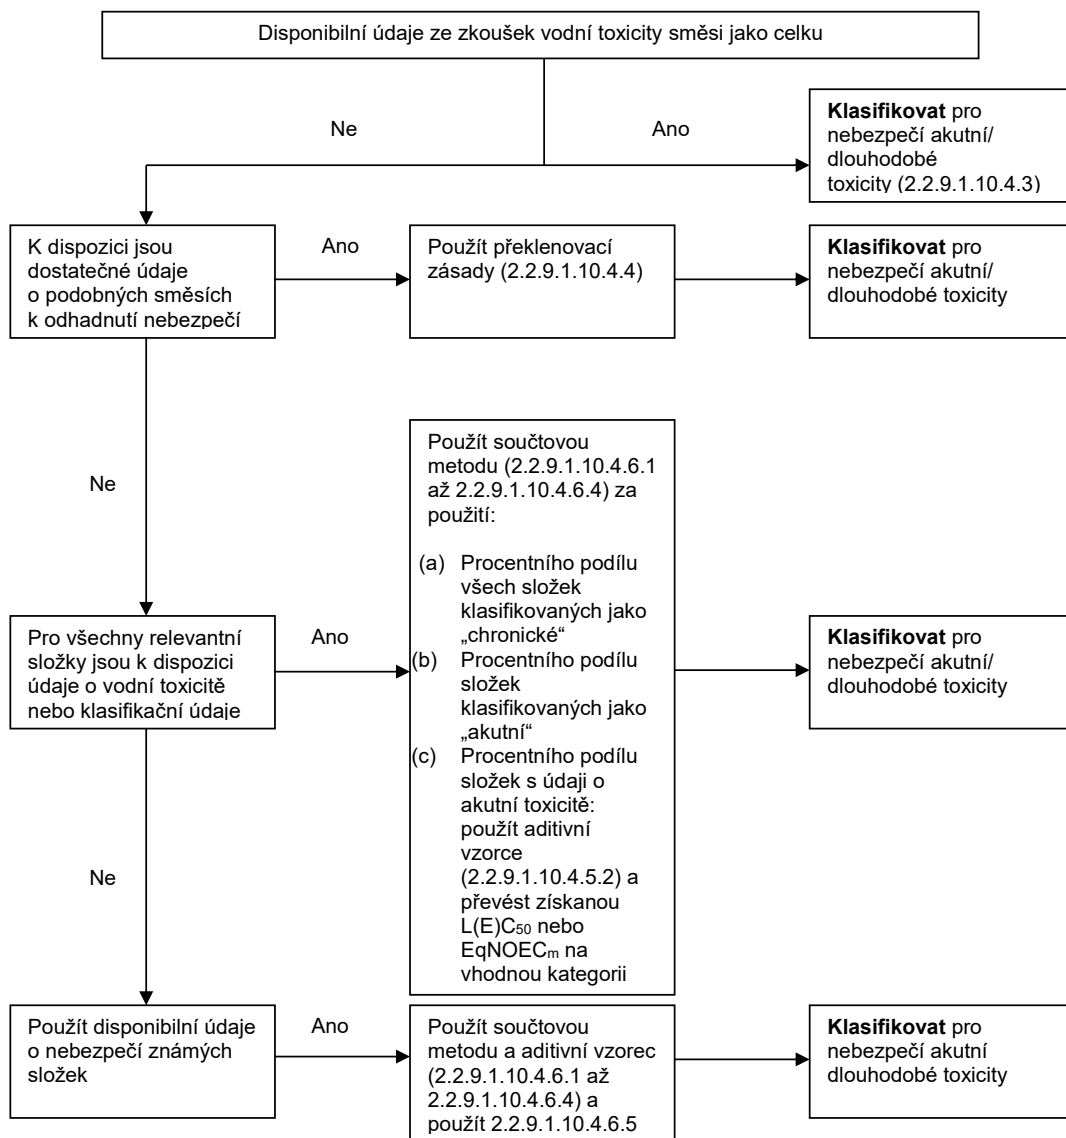 Disponibilní údaje ze zkoušek vodní toxicity směsi jako celku
Ne
Ano
Klasifikovat pro
nebezpečí akutní/
dlouhodobé
toxicity (2.2.9.1.10.4.3)
K dispozici jsou
dostatečné údaje
o podobných směsích
k odhadnutí nebezpečí
Ano
Použít překlenovací
zásady (2.2.9.1.10.4.4)
Klasifikovat pro
nebezpečí akutní/
dlouhodobé toxicity
Ne
Použít součtovou
metodu (2.2.9.1.10.4.6.1
až 2.2.9.1.10.4.6.4) za
použití:
(a) Procentního podílu
všech složek
klasifikovaných jako
„chronické“
(b) Procentního podílu
složek
klasifikovaných jako
„akutní“
(c) Procentního podílu
složek s údaji o
akutní toxicitě:
použít aditivní
vzorce
(2.2.9.1.10.4.5.2) a
převést získanou
L(E)C50 nebo
EqNOECm na
vhodnou kategorii
Pro všechny relevantní
složky jsou k dispozici
údaje o vodní toxicitě
nebo klasifikační údaje
Ano
Klasifikovat pro
nebezpečí akutní/
dlouhodobé toxicity
Ne
Použít disponibilní údaje
o nebezpečí známých
složek
Ano
Použít součtovou
metodu a aditivní vzorec
(2.2.9.1.10.4.6.1 až
2.2.9.1.10.4.6.4) a
použít 2.2.9.1.10.4.6.5
Klasifikovat pro
nebezpečí akutní
dlouhodobé toxicity